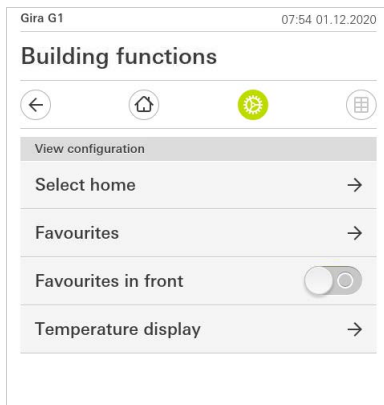 Gira G1 07:54 01.12.2020
Building functions
View configuration
Select home
Favourites
Favourites in front
Temperature display